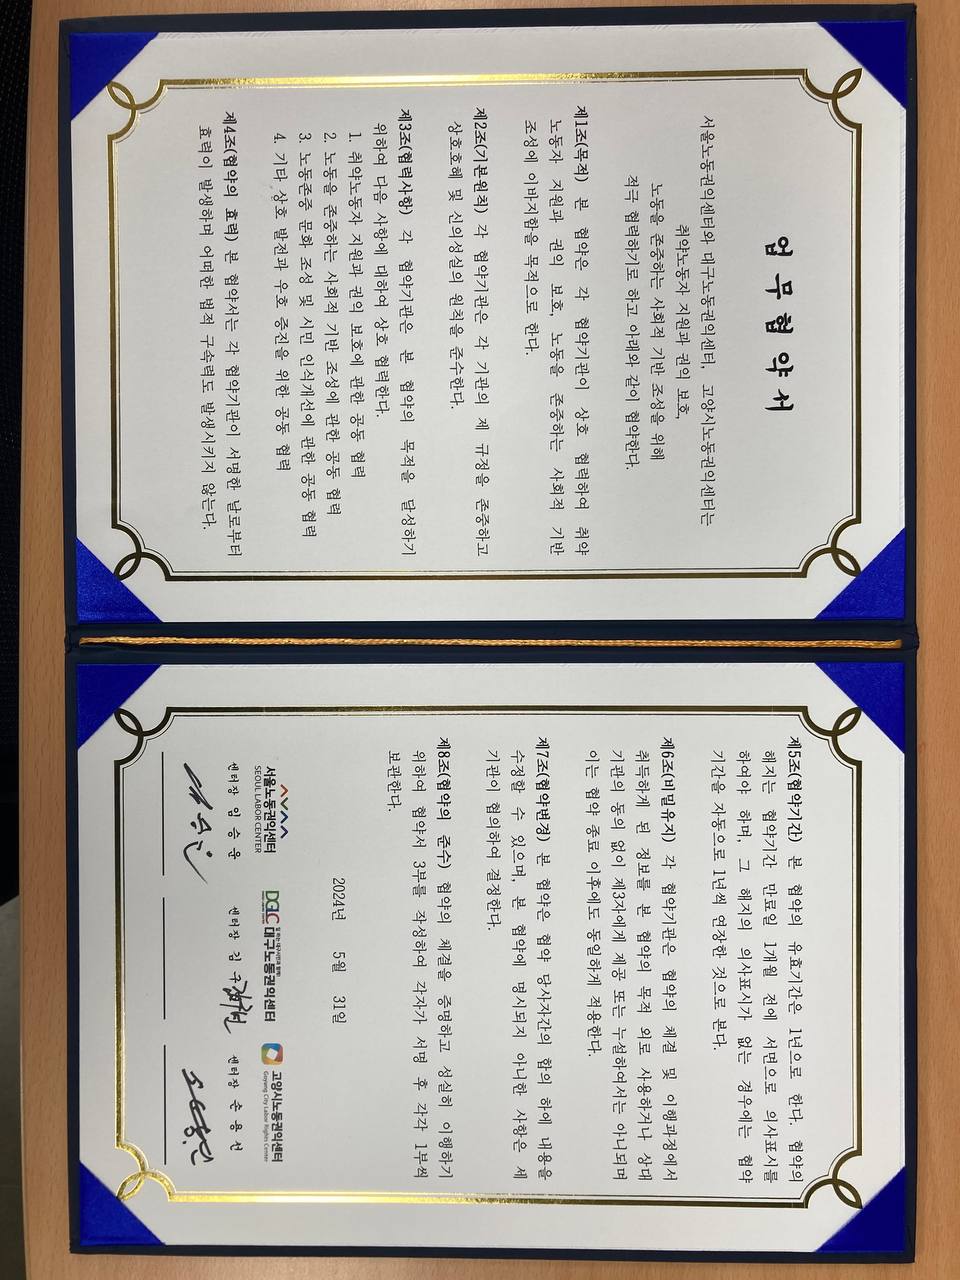 업무협약서
서울노동권익센터와 대구노동권익센터, 고양시노동권익센터는
취약노동자 지원과 권익 보호,
노동을 존중하는 사회적 기반 조성을 위해
적극 협력하기로 하고 아래와 같이 협약한다.
제1조(목적) 본 협약은 각 협약기관이 상호 협력하여 취약
노동자 지원과 권익 보호, 노동을 존중하는 사회적 기반
조성에 이바지함을 목적으로 한다.
제2조(기본원칙) 각 협약기관은 각 기관의 제 규정을 존중하고
상호호혜 및 신의성실의 원칙을 준수한다.
제3조(협력사항) 각 협약기관은 본 협약의 목적을 달성하기
위하여 다음 사항에 대하여 상호 협력한다.
1. 취약노동자 지원과 권익 보호에 관한 공동 협력
2. 노동을 존중하는 사회적 기반 조성에 관한 공동 협력
3. 노동존중 문화 조성 및 시민 인식개선에 관한 공동 협력
4. 기타 상호 발전과 우호 증진을 위한 공동 협력
제4조(협약의 효력) 본 협약서는 각 협약기관이 서명한 날로부터
효력이 발생하며 어떠한 법적 구속력도 발생시키지 않는다.
제5조(협약기간) 본 협약의 유효기간은 1년으로 한다. 협약의
해지는 협약기간 만료일 1개월 전에 서면으로 의사표시를
하여야 하며, 그 해지의 의사표시가 없는 경우에는 협약
기간을 자동으로 1년씩 연장한 것으로 본다.
제6조(비밀유지) 각 협약기관은 협약의 체결 및 이행과정에서
취득하게 된 정보를 본 협약의 목적 외로 사용하거나 상대
기관의 동의 없이 제3자에게 제공 또는 누설하여서는 아니되며
이는 협약 종료 이후에도 동일하게 적용한다.
제7조(협약변경) 본 협약은 협약 당사자간의 합의 하에 내용을
수정할 수 있으며, 본 협약에 명시되지 아니한 사항은 세
기관이 협의하여 결정한다.
제8조(협약의 준수) 협약의 체결을 증명하고 성실히 이행하기
위하여 협약서 3부를 작성하여 각자가 서명 후 각각 1부씩
보관한다.
2024년 5월 31일
서울노동권익센터
SEOUL LABOR CENTER
센터장 임승운
DGLC 대구노동권익센터
센터장 김구
고양시노동권익센터
Goyang City Labor Rights Center
센터장 손용선